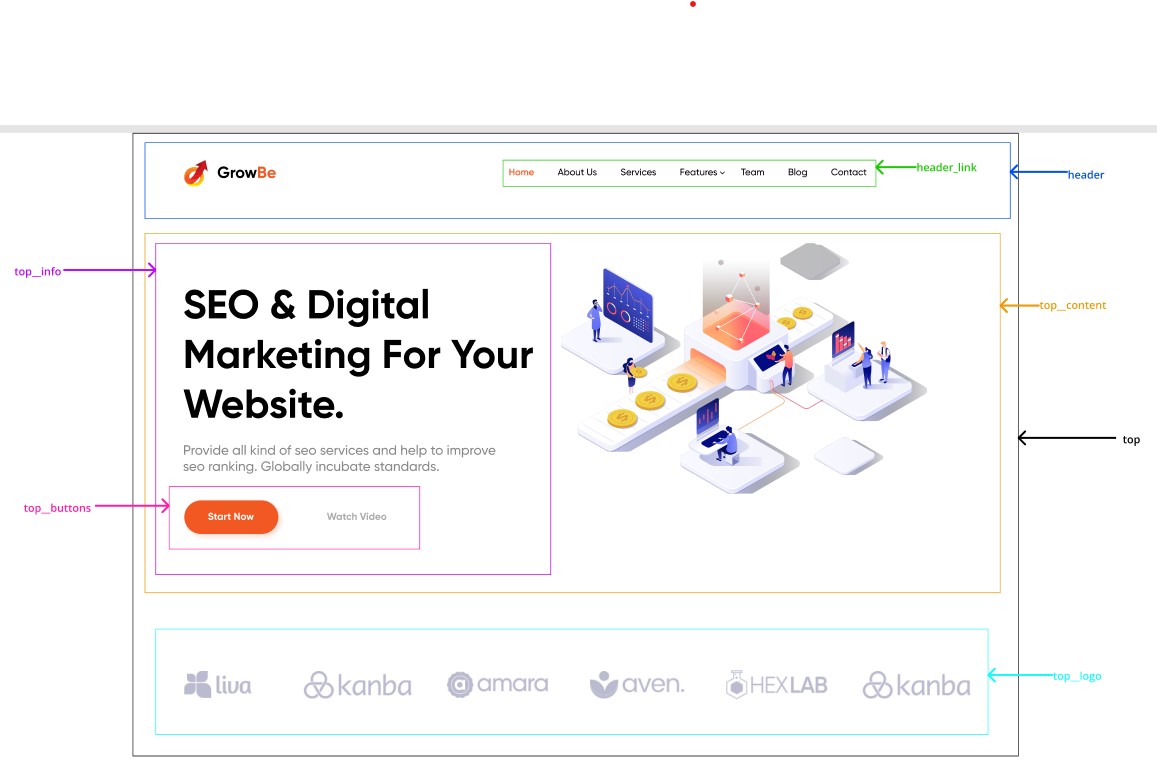 GrowBe
Home About Us Services Features Team Blog Contact
header_link
header
top__info
SEO & Digital
Marketing For Your
Website.
top__content
Provide all kind of seo services and help to improve
seo ranking. Globally incubate standards.
top
top__buttons
Start Now Watch Video
liva kanba amara aven. HEXLAB kanba
top__logo